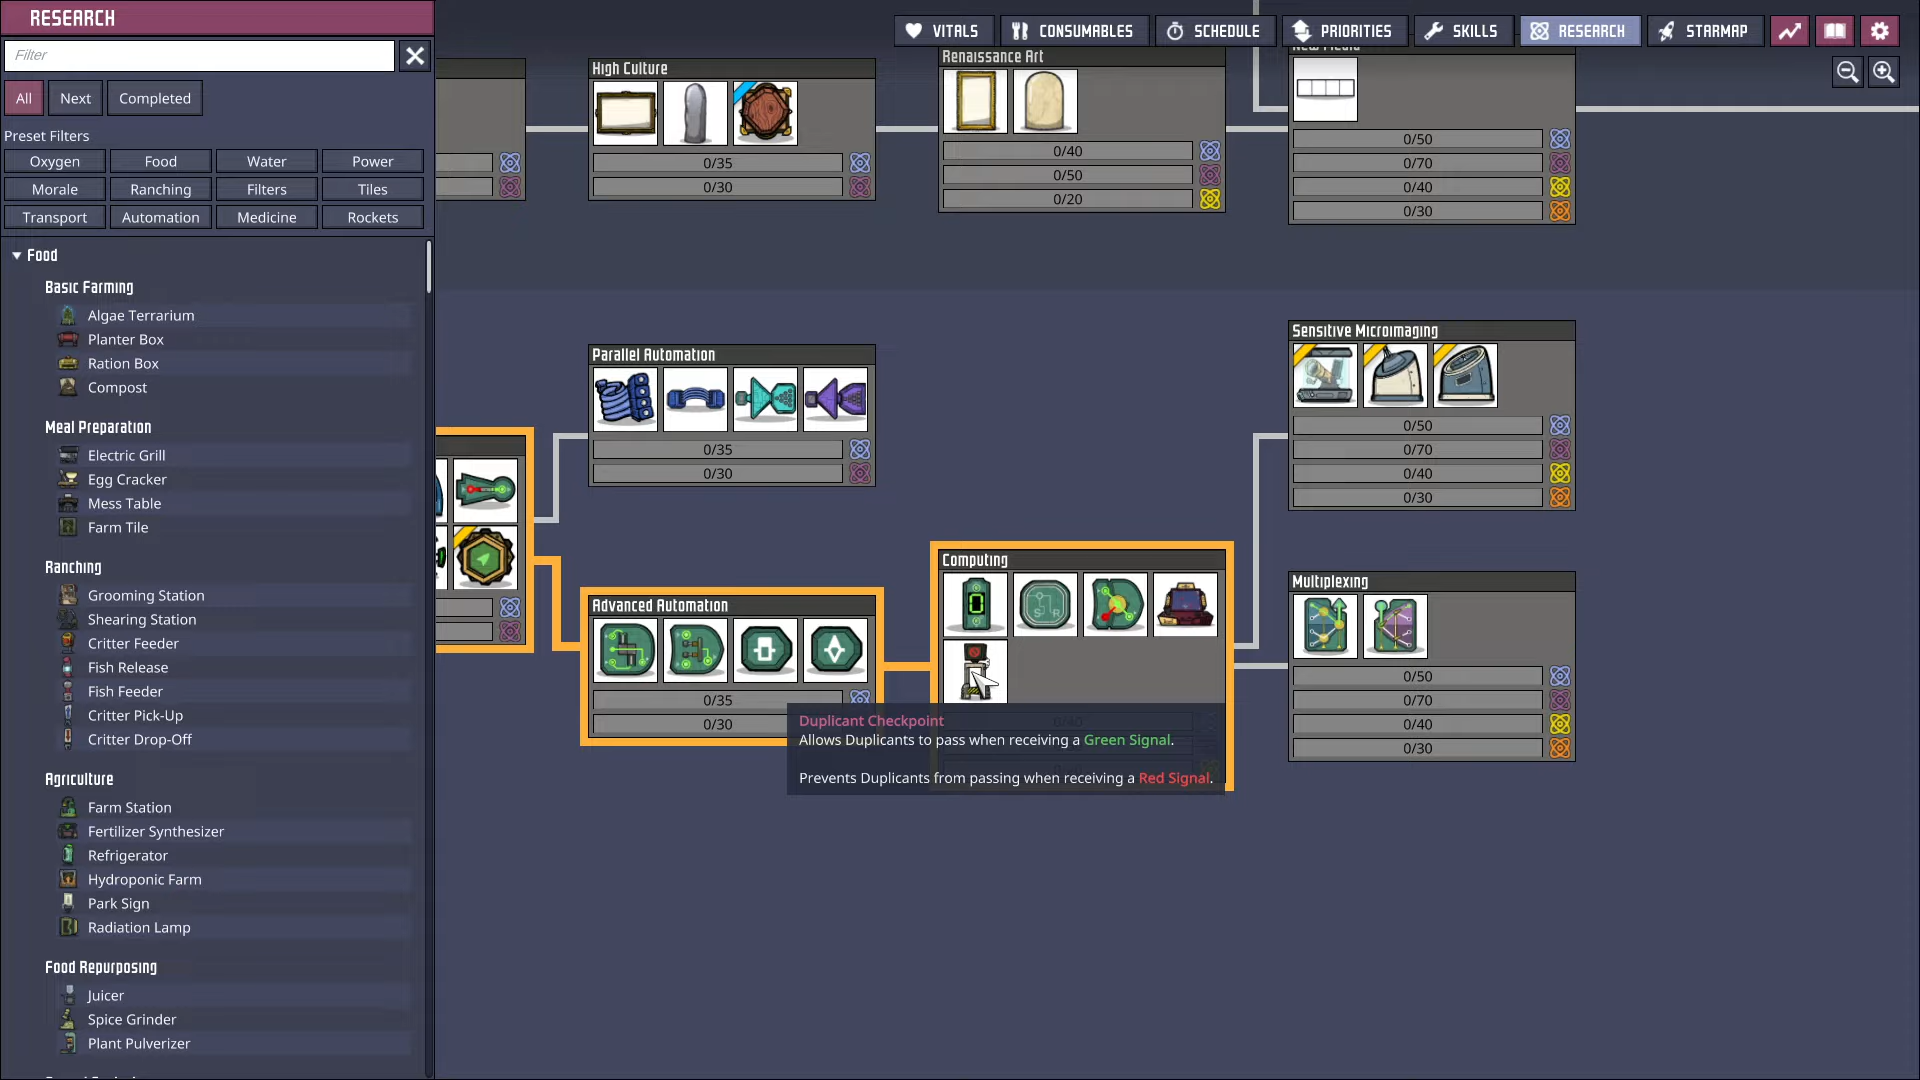 RESEARCH
Filter
All
Next
Completed
Preset Filters
Oxygen
Food
Water
Power
Morale
Ranching
Filters
Tiles
Transport
Automation
Medicine
Rockets
Food
Basic Farming
Algae Terrarium
Planter Box
Ration Box
Compost
Meal Preparation
Electric Grill
Egg Cracker
Mess Table
Farm Tile
Ranching
Grooming Station
Shearing Station
Critter Feeder
Fish Release
Fish Feeder
Critter Pick-Up
Critter Drop-Off
Agriculture
Farm Station
Fertilizer Synthesizer
Refrigerator
Hydroponic Farm
Park Sign
Radiation Lamp
Food Repurposing
Juicer
Spice Grinder
Plant Pulverizer
VITALS
CONSUMABLES
SCHEDULE
PRIORITIES
SKILLS
RESEARCH
STARMAP
High Culture
0/35
0/30
Renaissance Art
0/40
0/50
0/20
New Media
0/50
0/70
0/40
0/30
Parallel Automation
0/35
0/30
Sensitive Microimaging
0/50
0/70
0/40
0/30
Advanced Automation
0/35
0/30
Computing
0
S R
0/40
Duplicant Checkpoint
Allows Duplicants to pass when receiving a Green Signal.
Prevents Duplicants from passing when receiving a Red Signal.
Multiplexing
0/50
0/70
0/40
0/30